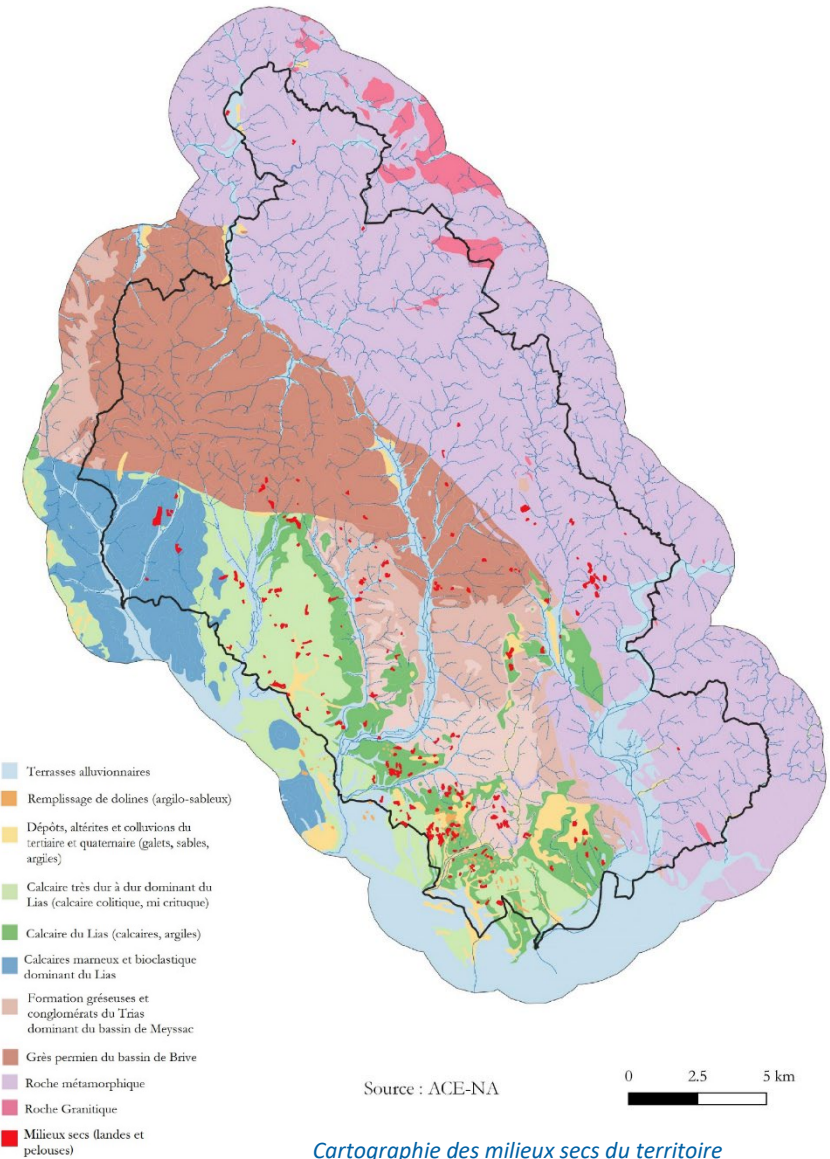 Terrasses alluvionnaires
Remplissage de dolines (argilo-sableux)
Dépôts, altérites et colluvions du
tertiaire et quaternaire (galets, sables,
argiles)
Calcaire très dur à dur dominant du
Lias (calcaire colitique, mi crituque)
Calcaire du Lias (calcaires, argiles)
Calcaires marneux et bioclastique
dominant du Lias
Formation gréseuses et
conglomérats du Trias
dominant du bassin de Meyssac
Grès permien du bassin de Brive
Roche métamorphique
Roche Granitique
Milieux secs (landes et
pelouses)
Source : ACE-NA
0 2.5 5 km
Cartographie des milieux secs du territoire